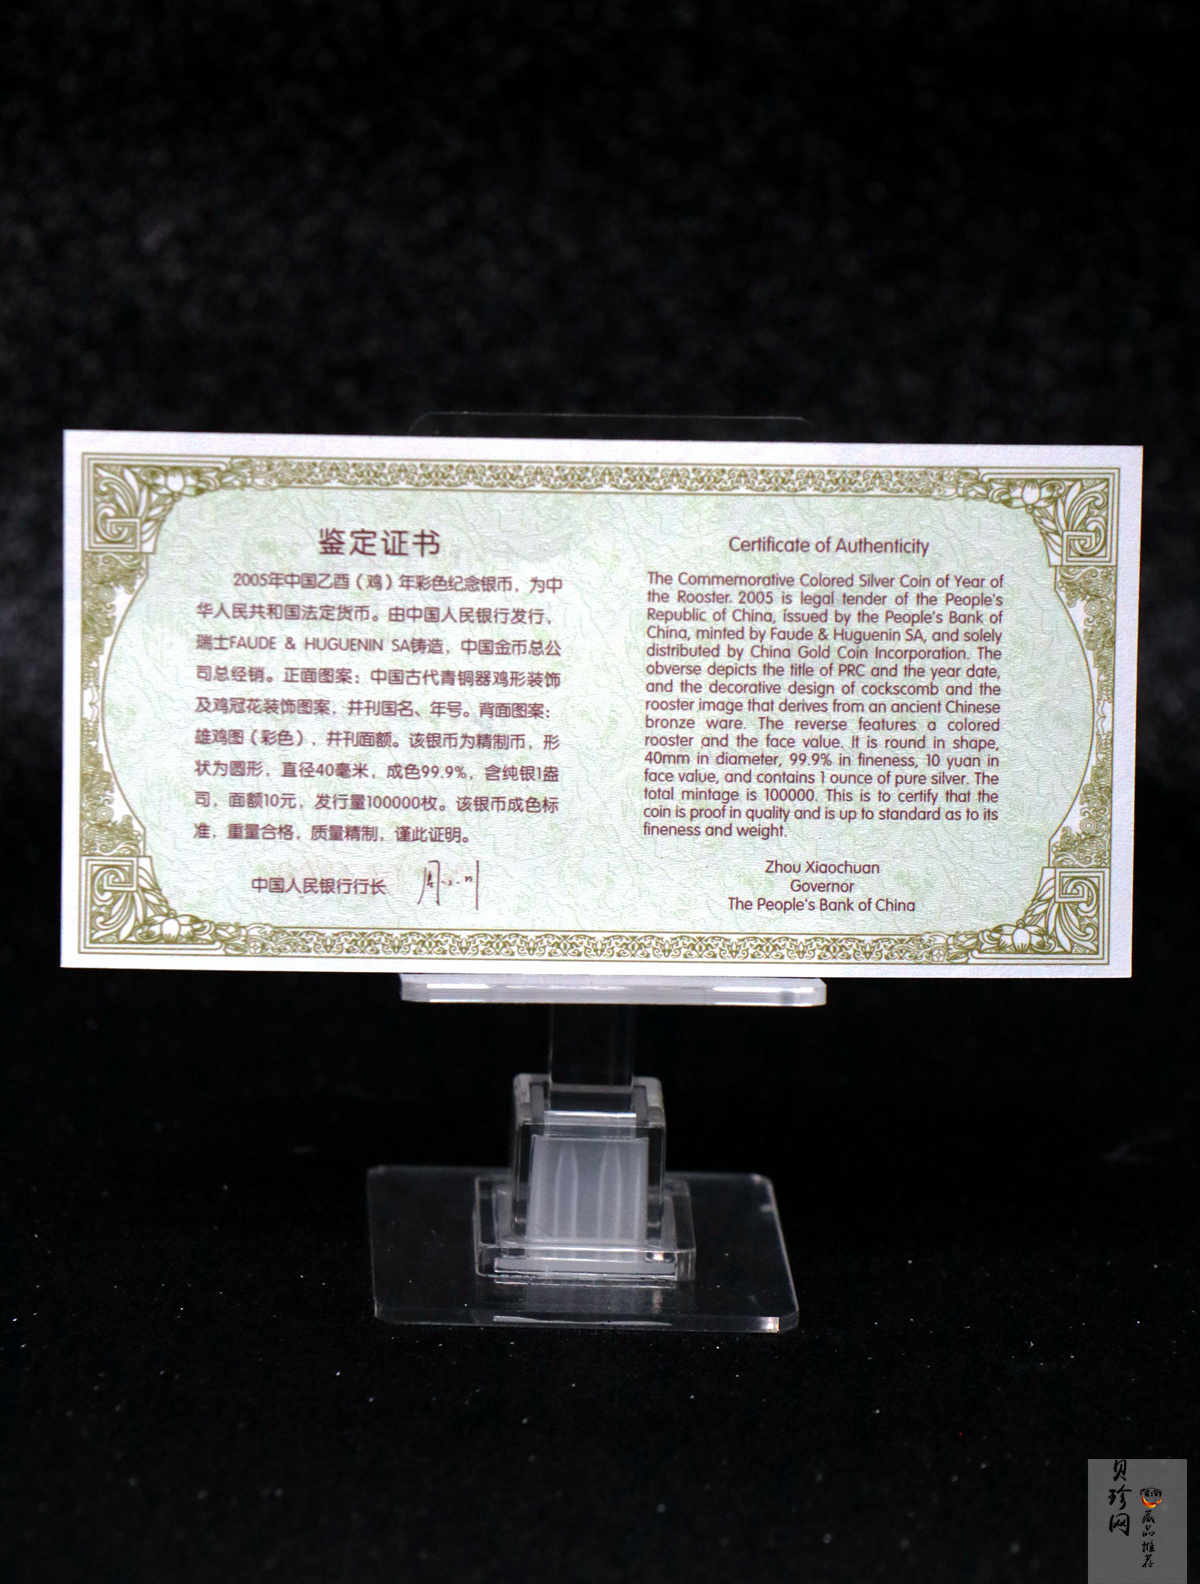 鉴定证书
2005年中国乙酉（鸡）年彩色纪念银币，为中
华人民共和国法定货币。由中国人民银行发行，
瑞士FAUDE & HUGUENIN SA铸造，中国金币总公
司总经销。正面图案：中国古代青铜器鸡形装饰
及鸡冠花装饰图案，并刊国名、年号。背面图案：
雄鸡图（彩色），并刊面额。该银币为精制币，形
状为圆形，直径40毫米，成色99.9%，含纯银1盎
司，面额10元，发行量100000枚。该银币成色标
准，重量合格，质量精制，谨此证明。
中国人民银行行长
Certificate of Authenticity
The Commemorative Colored Silver Coin of Year of
the Rooster. 2005 is legal tender of the People's
Republic of China, issued by the People's Bank of
China, minted by Faude & Huguenin SA, and solely
distributed by China Gold Coin Incorporation. The
obverse depicts the title of PRC and the year date,
and the decorative design of cockscomb and the
rooster image that derives from an ancient Chinese
bronze ware. The reverse features a colored
rooster and the face value. It is round in shape,
40mm in diameter, 99.9% in fineness, 10 yuan in
face value, and contains 1 ounce of pure silver. The
total mintage is 100000. This is to certify that the
coin is proof in quality and is up to standard as to its
fineness and weight.
Zhou Xiaochuan
Governor
The People's Bank of China
贝珍网
藏品推荐